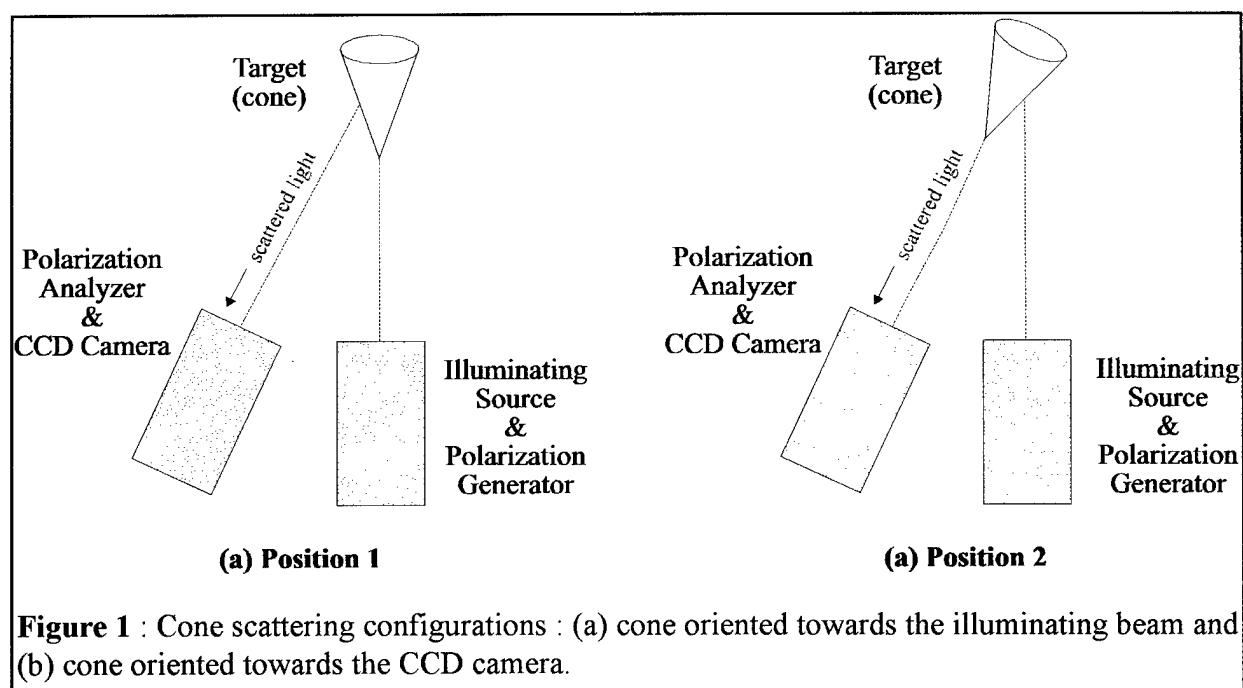 Target
(cone)
scattered light
Polarization
Analyzer
&
CCD Camera
Illuminating
Source
&
Polarization
Generator
(a) Position 1
Target
(cone)
scattered light
Polarization
Analyzer
&
CCD Camera
Illuminating
Source
&
Polarization
Generator
(a) Position 2
Figure 1 : Cone scattering configurations : (a) cone oriented towards the illuminating beam and
(b) cone oriented towards the CCD camera.